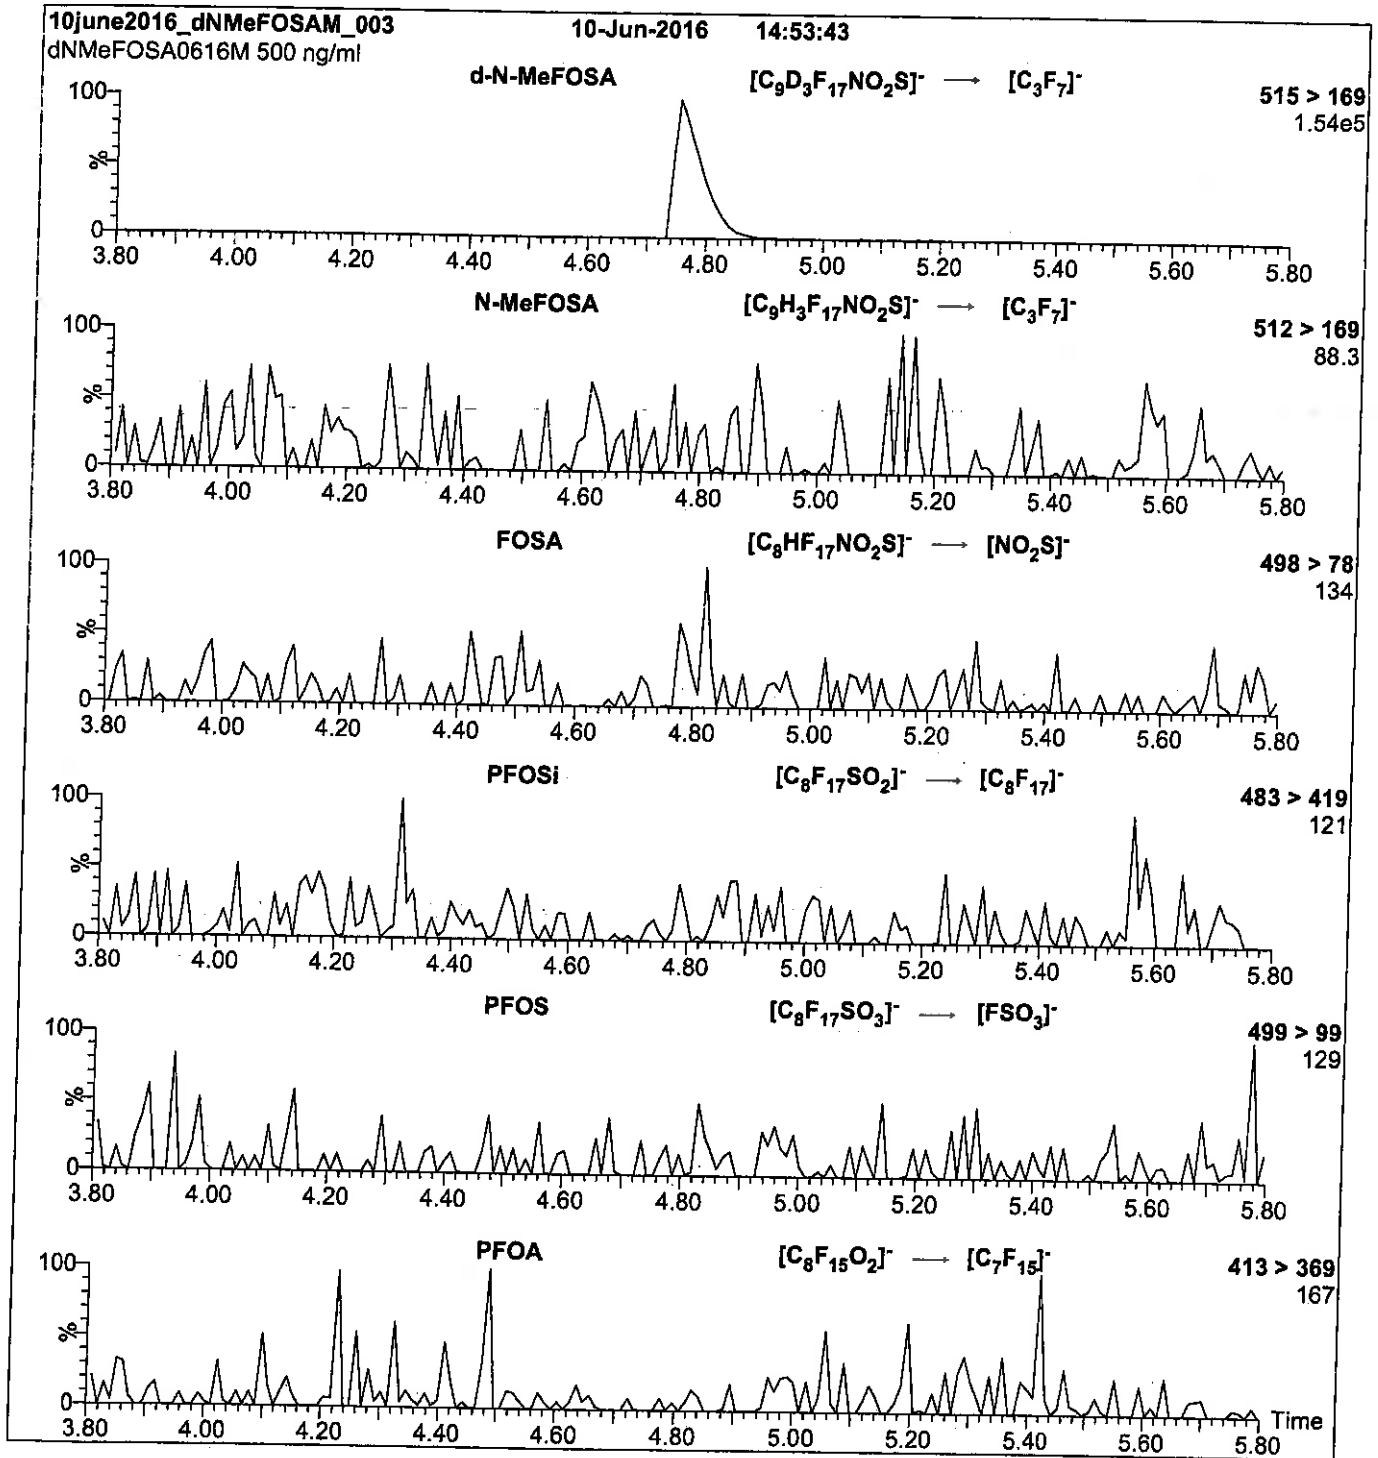 10june2016_dNMeFOSAM_003 10-Jun-2016 14:53:43
dNMeFOSA0616M 500 ng/ml
d-N-MeFOSA [C₉D₃F₁₇NO₂S]⁻ → [C₃F₇]⁻
515 > 169
1.54e5
100
%
0
3.80 4.00 4.20 4.40 4.60 4.80 5.00 5.20 5.40 5.60 5.80
N-MeFOSA [C₉H₃F₁₇NO₂S]⁻ → [C₃F₇]⁻
512 > 169
88.3
100
%
0
3.80 4.00 4.20 4.40 4.60 4.80 5.00 5.20 5.40 5.60 5.80
FOSA [C₈HF₁₇NO₂S]⁻ → [NO₂S]⁻
498 > 78
134
100
%
0
3.80 4.00 4.20 4.40 4.60 4.80 5.00 5.20 5.40 5.60 5.80
PFOSi [C₈F₁₇SO₂]⁻ → [C₈F₁₇]⁻
483 > 419
121
100
%
0
3.80 4.00 4.20 4.40 4.60 4.80 5.00 5.20 5.40 5.60 5.80
PFOS [C₈F₁₇SO₃]⁻ → [FSO₃]⁻
499 > 99
129
100
%
0
3.80 4.00 4.20 4.40 4.60 4.80 5.00 5.20 5.40 5.60 5.80
PFOA [C₈F₁₅O₂]⁻ → [C₇F₁₅]⁻
413 > 369
167
100
%
0
Time
3.80 4.00 4.20 4.40 4.60 4.80 5.00 5.20 5.40 5.60 5.80